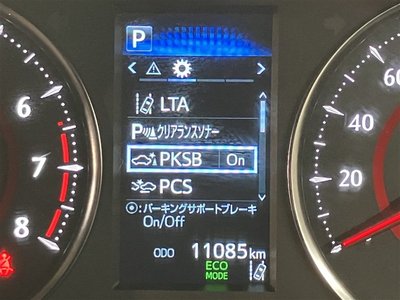 P
LTA
P クリアランスソナー
PKSB On
PCS
⦿:パーキングサポートブレーキ
On/Off
ODO 11085 km
ECO
MODE
6
7
8
60
40
20